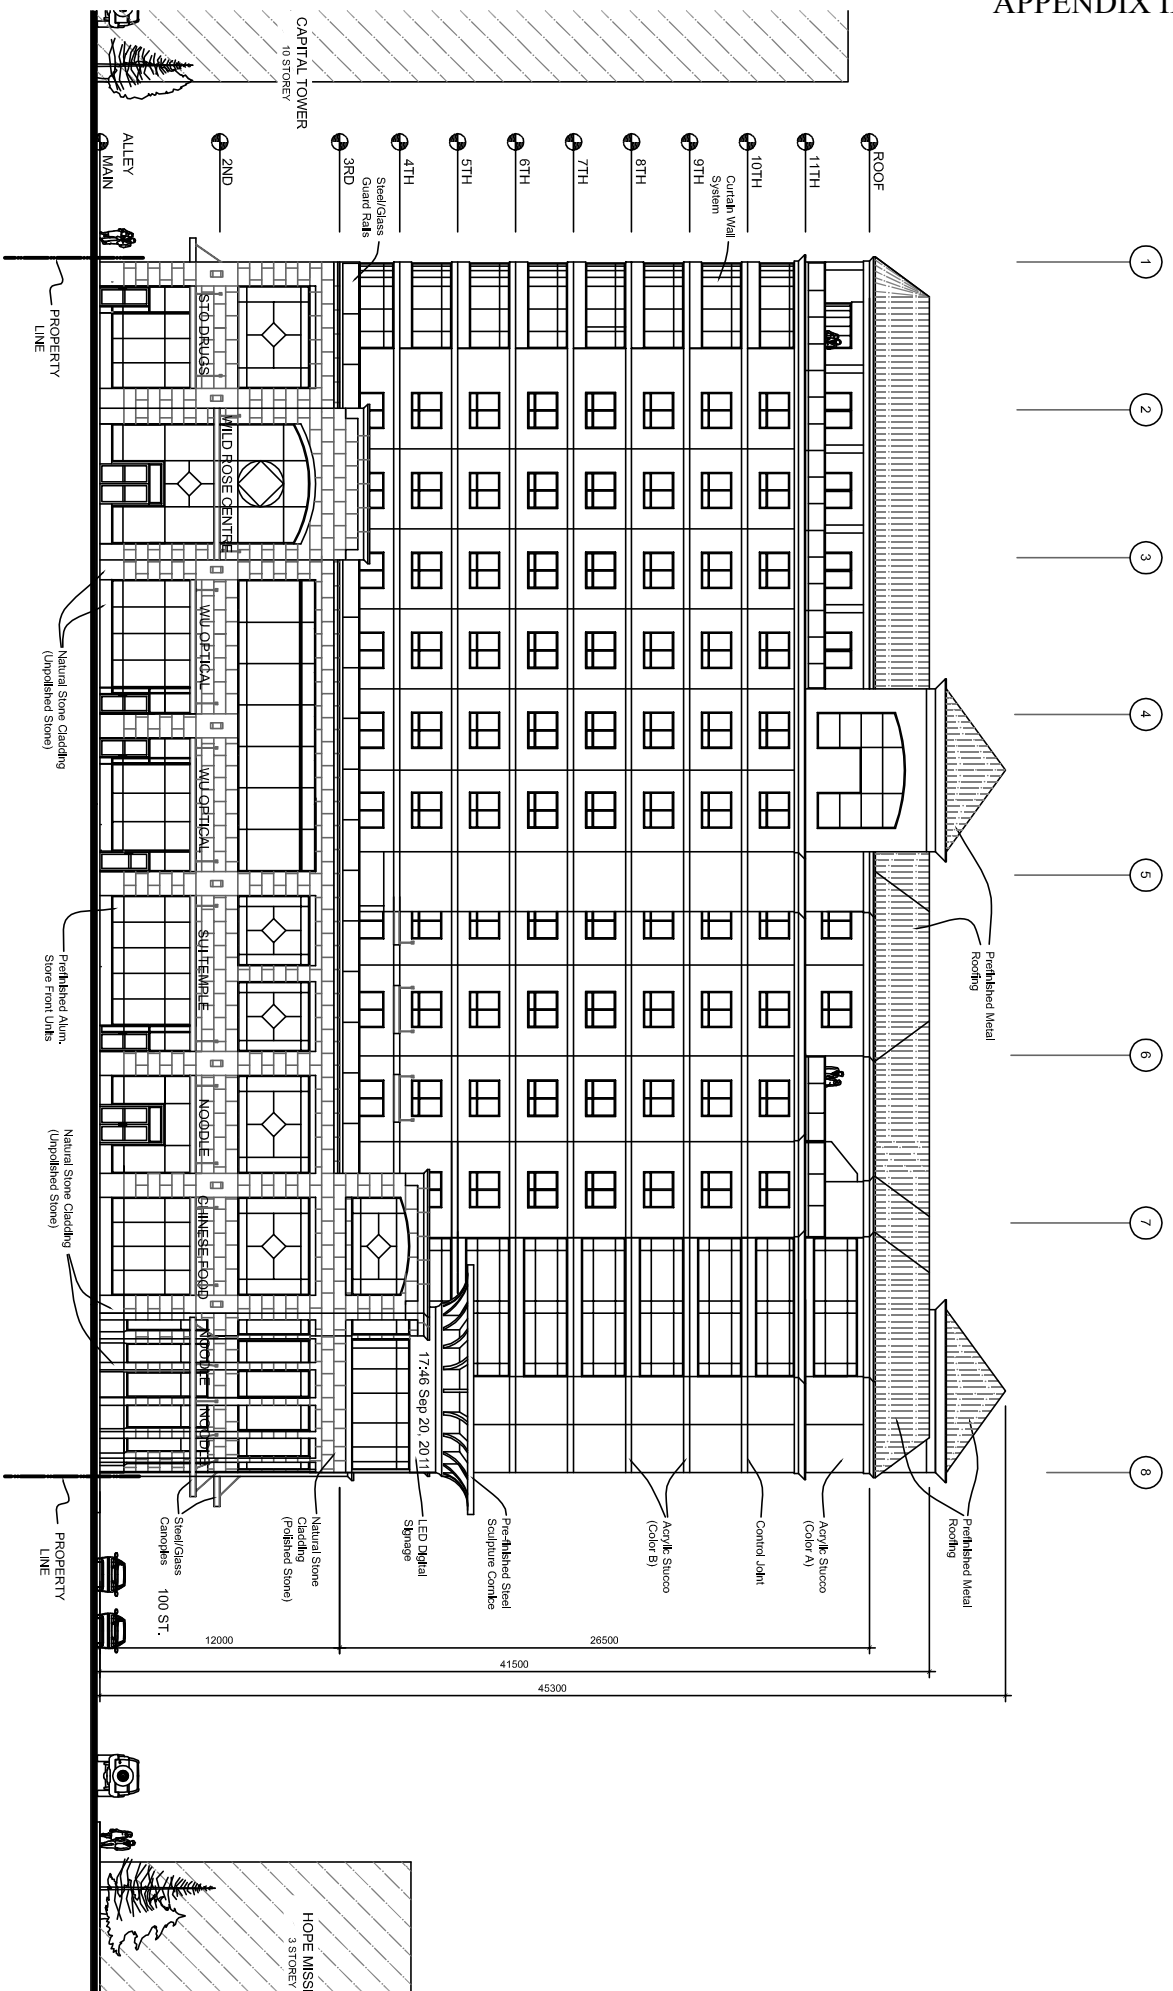 APPENDIX I
1
2
3
4
5
6
7
8
CAPITAL TOWER
10 STOREY
ROOF
11TH
10TH
9TH
8TH
7TH
6TH
5TH
4TH
3RD
2ND
ALLEY
MAIN
Curtain Wall
System
Steel/Glass
Guard Rails
PROPERTY
LINE
STO DRUGS
WILD ROSE CENTRE
WU OPTICAL
WU OPTICAL
SUI TEMPLE
NOODLE
CHINESE FOOD
NOODLE
NOODLE
Natural Stone Cladding
(Unpolished Stone)
Prefinished Alum.
Store Front Units
Natural Stone Cladding
(Unpolished Stone)
Prefinished Metal
Roofing
17:46 Sep 20, 2011
Prefinished Metal
Roofing
Acrylic Stucco
(Color A)
Control Joint
Acrylic Stucco
(Color B)
Pre-finished Steel
Sculpture Cornice
LED Digital
Signage
Natural Stone
Cladding
(Polished Stone)
Steel/Glass
Canopies
100 ST.
PROPERTY
LINE
12000
26500
41500
45300
HOPE MISSI
3 STOREY